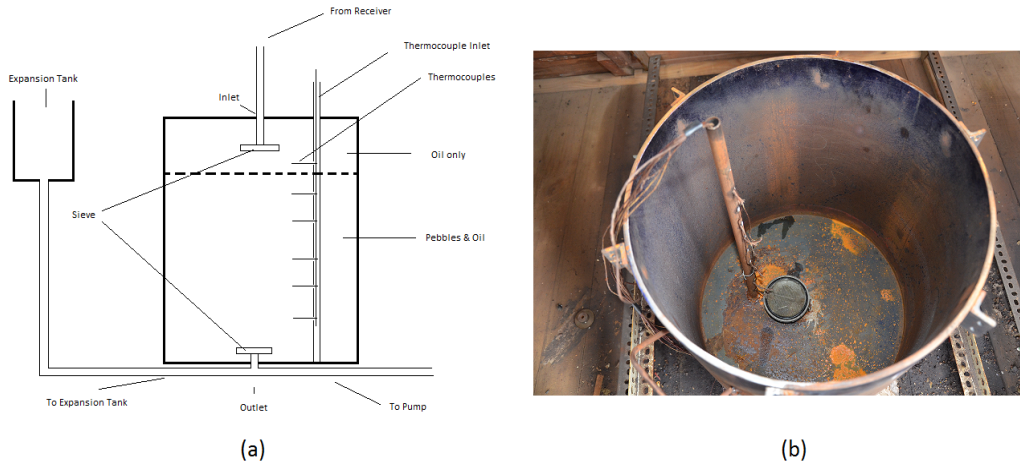 From Receiver
Thermocouple Inlet
Expansion Tank
Thermocouples
Inlet
Oil only
Sieve
Pebbles & Oil
To Expansion Tank
Outlet
To Pump
(a)
(b)